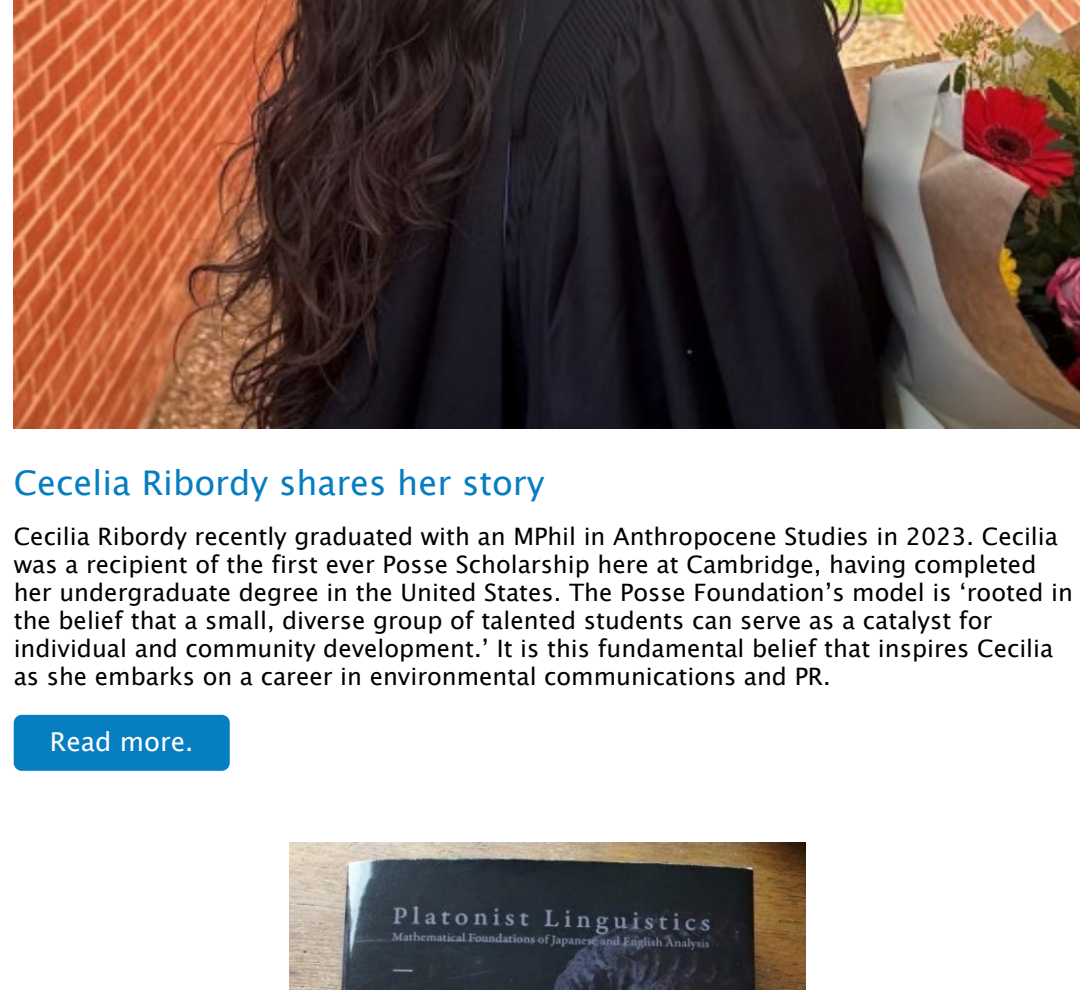 Cecelia Ribordy shares her story
Cecilia Ribordy recently graduated with an MPhil in Anthropocene Studies in 2023. Cecilia
was a recipient of the first ever Posse Scholarship here at Cambridge, having completed
her undergraduate degree in the United States. The Posse Foundation’s model is ‘rooted in
the belief that a small, diverse group of talented students can serve as a catalyst for
individual and community development.’ It is this fundamental belief that inspires Cecilia
as she embarks on a career in environmental communications and PR.
Read more.
Platonist Linguistics
Mathematical Foundations of Japanese and English Analysis